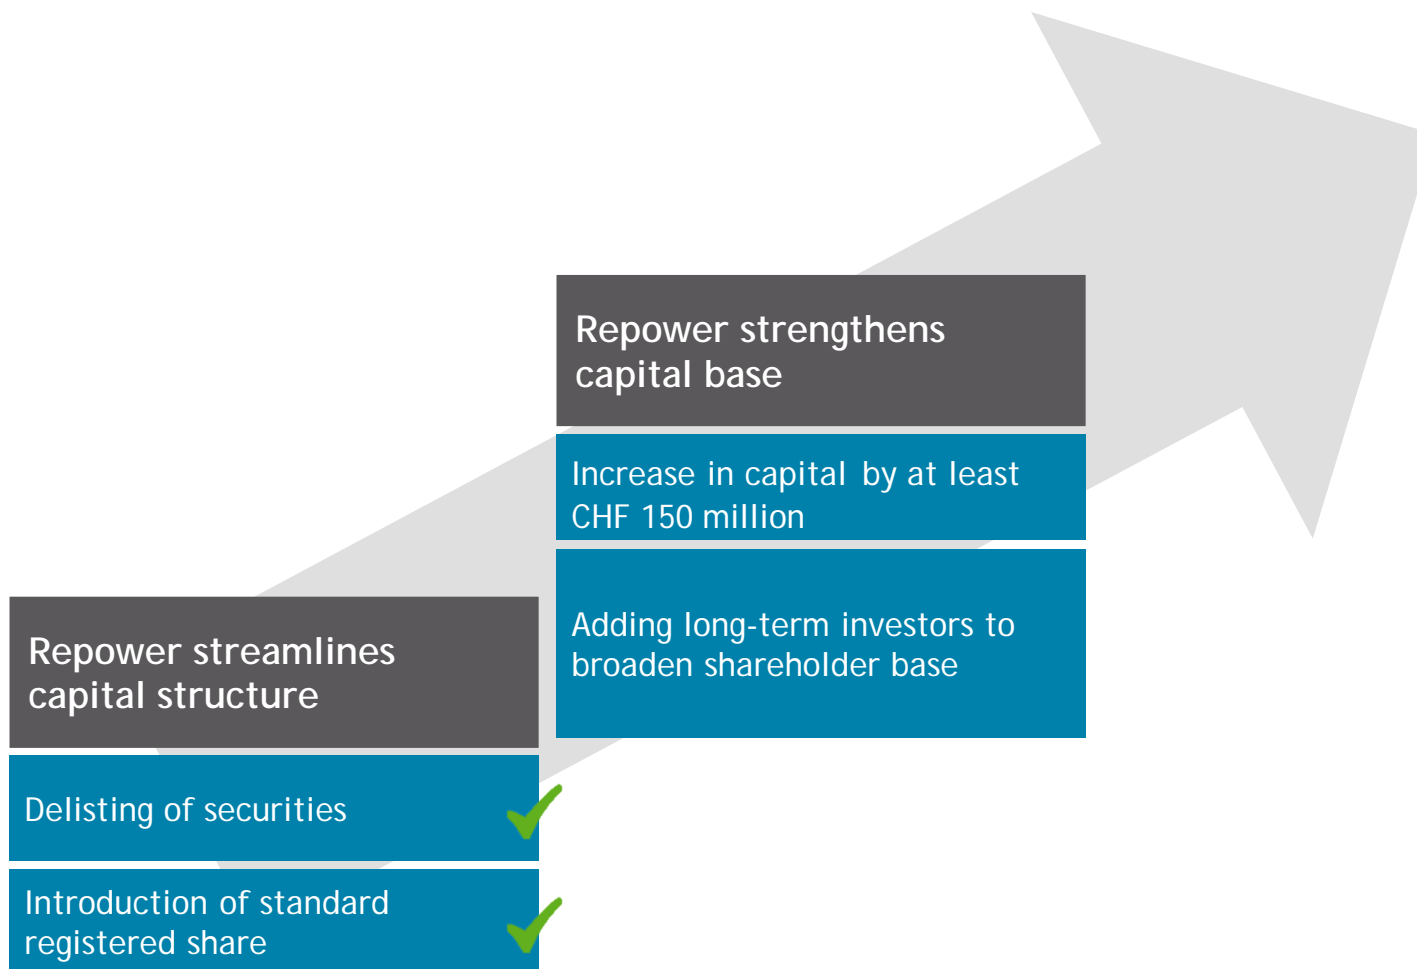 Repower strengthens
capital base
Increase in capital by at least
CHF 150 million
Adding long-term investors to
broaden shareholder base
Repower streamlines
capital structure
Delisting of securities
Introduction of standard
registered share